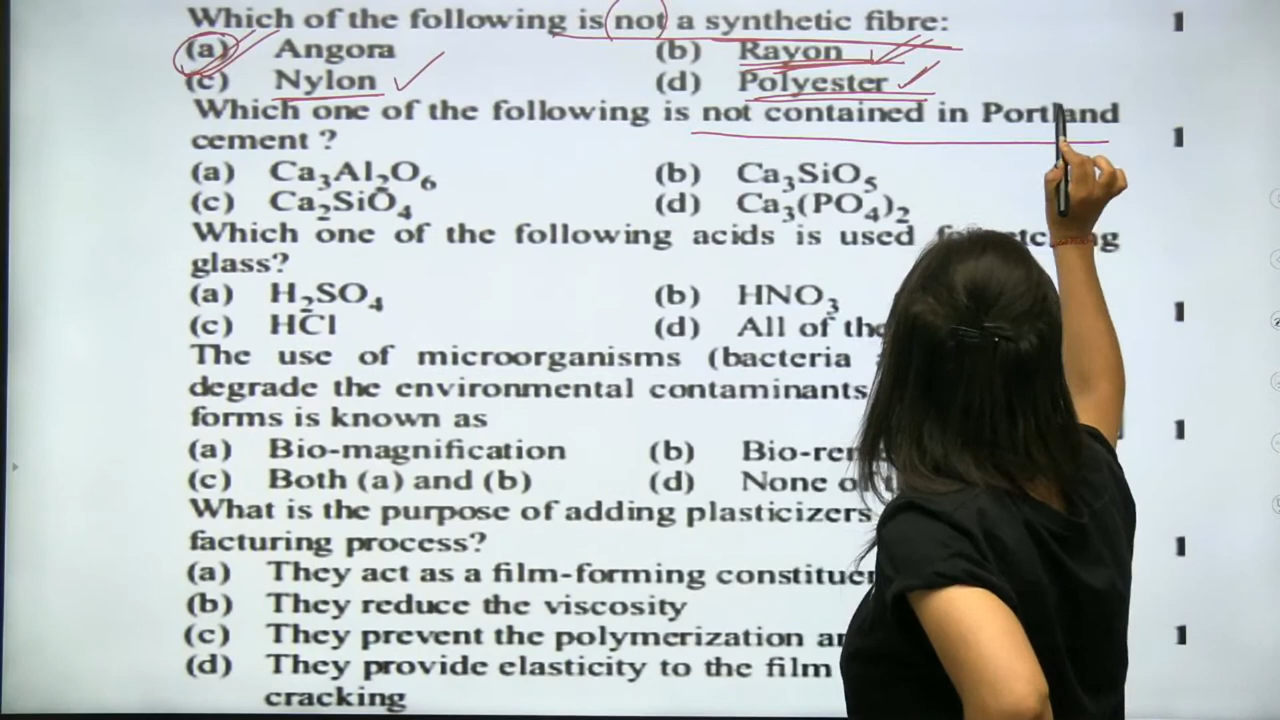 Which of the following is not a synthetic fibre: 1
(a) Angora (b) Rayon
(c) Nylon (d) Polyester
Which one of the following is not contained in Portland
cement ? 1
(a) Ca₃Al₂O₆ (b) Ca₃SiO₅
(c) Ca₂SiO₄ (d) Ca₃(PO₄)₂
Which one of the following acids is used
glass?
(a) H₂SO₄ (b) HNO₃ 1
(c) HCl (d) All of
The use of microorganisms (bacteria
degrade the environmental contaminants
forms is known as 1
(a) Bio-magnification (b)
(c) Both (a) and (b) (d) None
What is the purpose of adding plasticizers
facturing process? 1
(a) They act as a film-forming
(b) They reduce the viscosity
(c) They prevent the polymerization 1
(d) They provide elasticity to the film
cracking